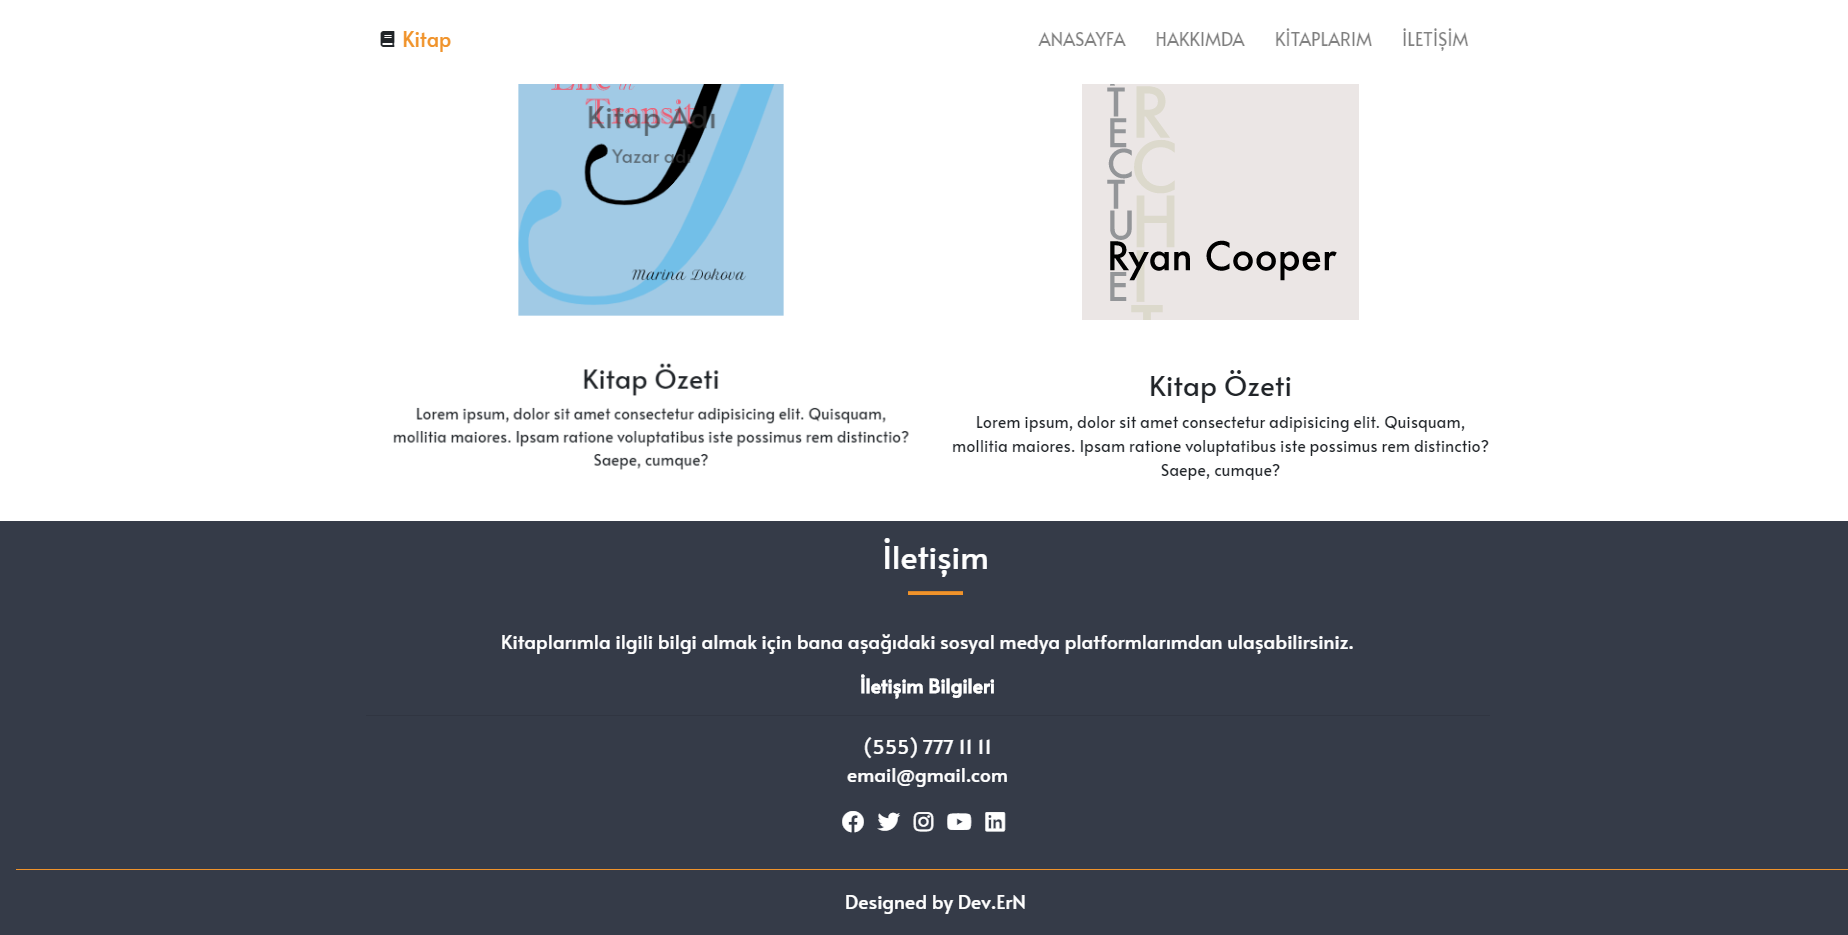 Kitap
ANASAYFA
HAKKIMDA
KİTAPLARIM
İLETİŞİM
in
Transit
Kitap Adı
Yazar adı
Marina Dokova
TECTU E
RCHIT
Ryan Cooper
Kitap Özeti
Lorem ipsum, dolor sit amet consectetur adipisicing elit. Quisquam,
mollitia maiores. Ipsam ratione voluptatibus iste possimus rem distinctio?
Saepe, cumque?
Kitap Özeti
Lorem ipsum, dolor sit amet consectetur adipisicing elit. Quisquam,
mollitia maiores. Ipsam ratione voluptatibus iste possimus rem distinctio?
Saepe, cumque?
İletişim
Kitaplarımla ilgili bilgi almak için bana aşağıdaki sosyal medya platformlarımdan ulaşabilirsiniz.
İletişim Bilgileri
(555) 777 11 11
email@gmail.com
Designed by Dev.ErN